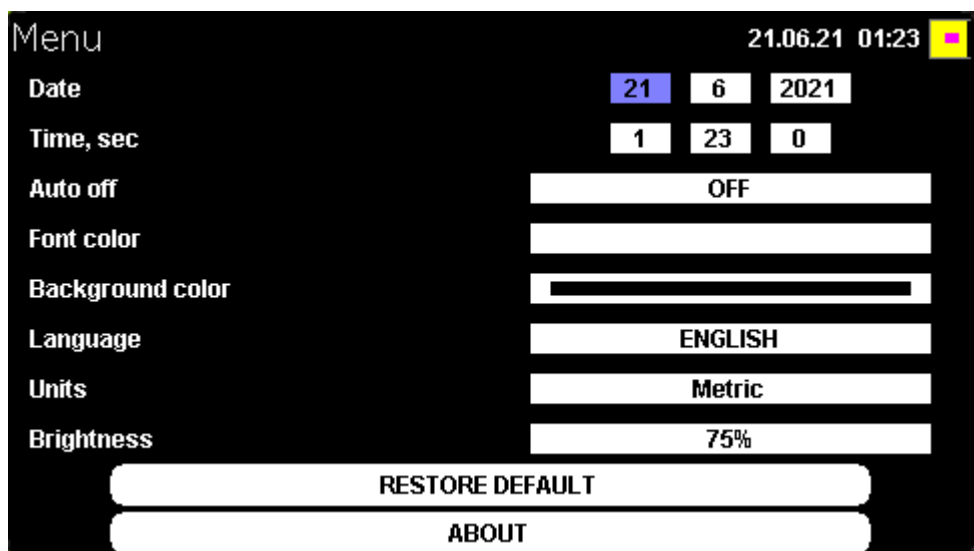 Menu 21.06.21 01:23
Date 21 6 2021
Time, sec 1 23 0
Auto off OFF
Font color
Background color
Language ENGLISH
Units Metric
Brightness 75%
RESTORE DEFAULT
ABOUT